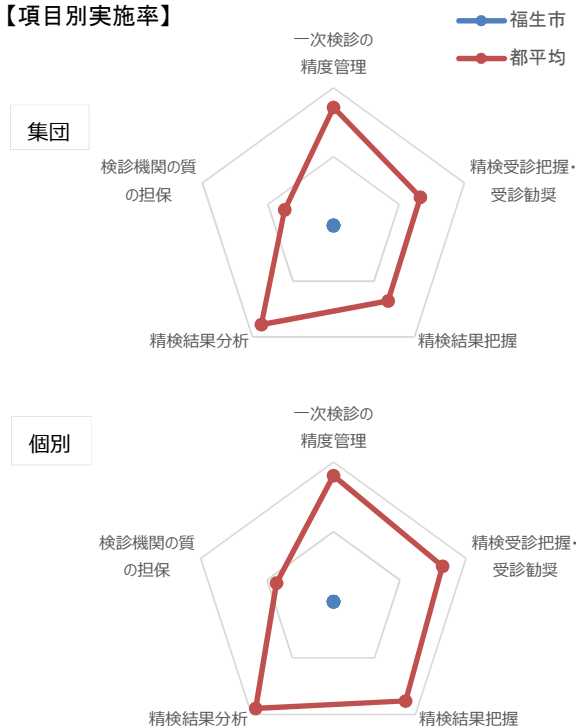 【項目別実施率】
福生市
都平均
集団
一次検診の
精度管理
精検受診把握・
受診勧奨
精検結果把握
精検結果分析
検診機関の質
の担保
個別
一次検診の
精度管理
精検受診把握・
受診勧奨
精検結果把握
精検結果分析
検診機関の質
の担保